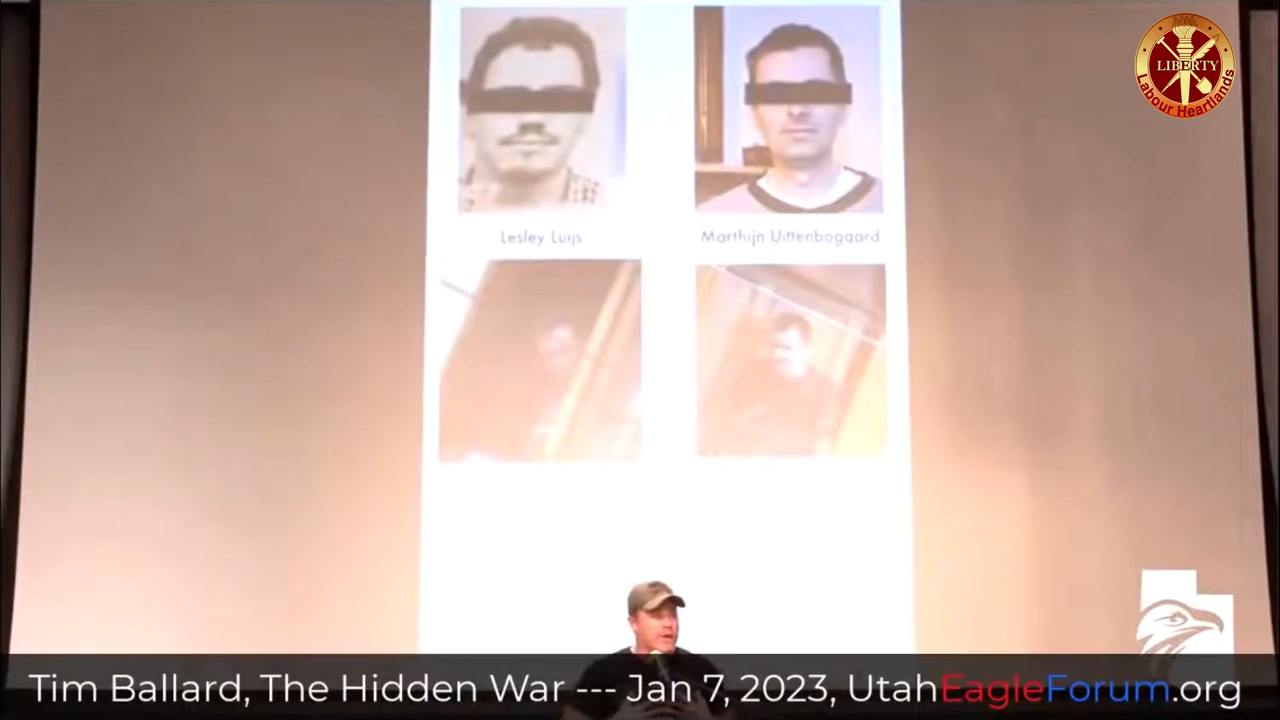 LIBERTY
Labour Heartlands
Lesley Luijs
Marthijn Uittenbogaard
Tim Ballard, The Hidden War --- Jan 7, 2023, UtahEagleForum.org